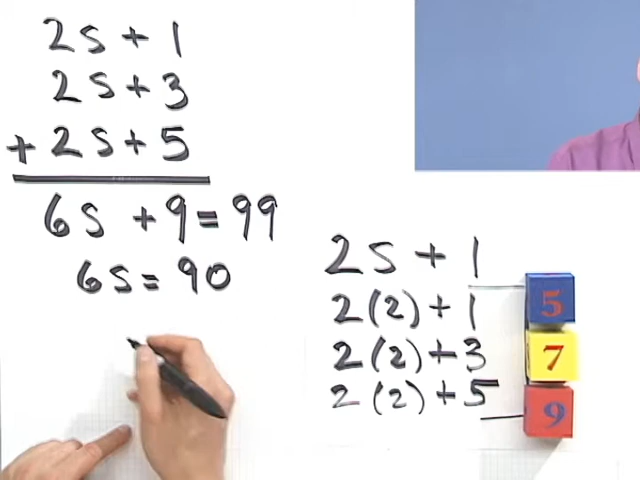 2s + 1
2s + 3
+ 2s + 5
6s + 9 = 99
6s = 90
2s + 1
2(2) + 1 5
2(2) + 3 7
2(2) + 5 9